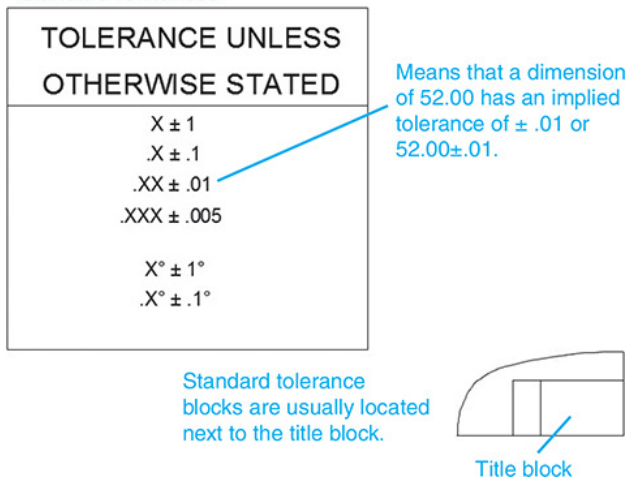 TOLERANCE UNLESS
OTHERWISE STATED
X ± 1
.X ± .1
.XX ± .01
.XXX ± .005
X° ± 1°
.X° ± .1°
Means that a dimension
of 52.00 has an implied
tolerance of ± .01 or
52.00±.01.
Standard tolerance
blocks are usually located
next to the title block.
Title block